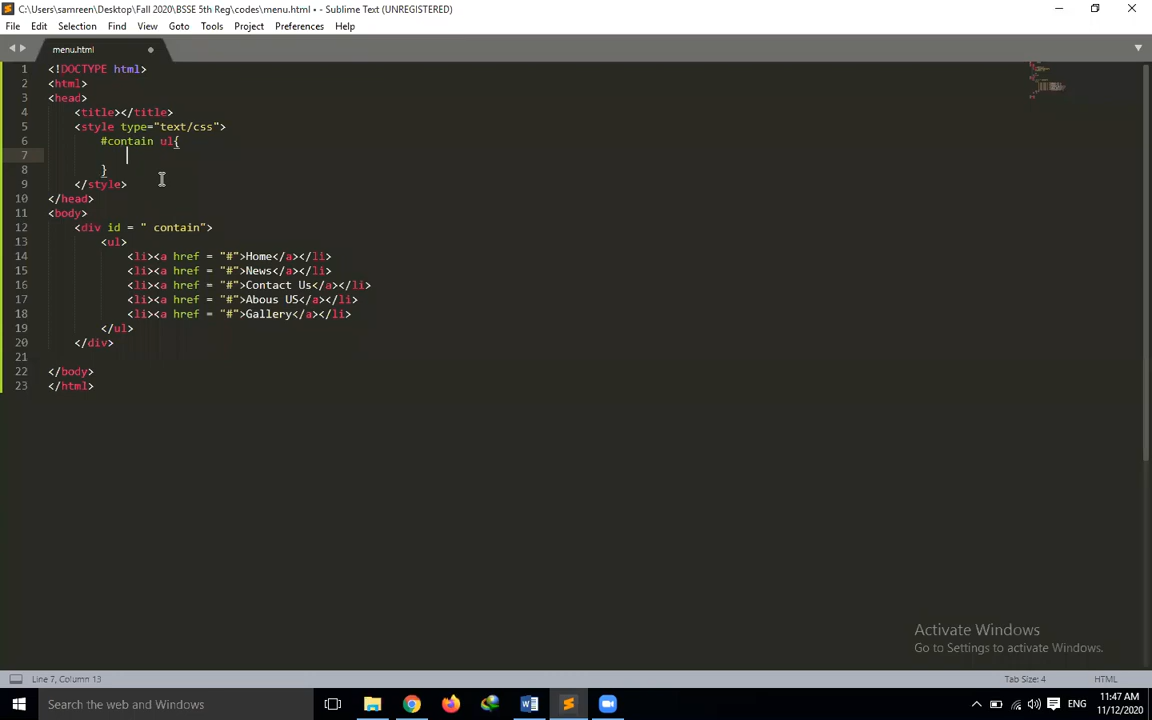 C:\Users\samreen\Desktop\Fall 2020\BSSE 5th Reg\codes\menu.html • - Sublime Text (UNREGISTERED)
File Edit Selection Find View Goto Tools Project Preferences Help
menu.html
1 <!DOCTYPE html>
2 <html>
3 <head>
4 <title></title>
5 <style type="text/css">
6 #contain ul{
7
8 }
9 </style>
10 </head>
11 <body>
12 <div id = " contain">
13 <ul>
14 <li><a href = "#">Home</a></li>
15 <li><a href = "#">News</a></li>
16 <li><a href = "#">Contact Us</a></li>
17 <li><a href = "#">Abous US</a></li>
18 <li><a href = "#">Gallery</a></li>
19 </ul>
20 </div>
21
22 </body>
23 </html>
Activate Windows
Go to Settings to activate Windows.
Line 7, Column 13 Tab Size: 4 HTML
Search the web and Windows ENG 11:47 AM
11/12/2020